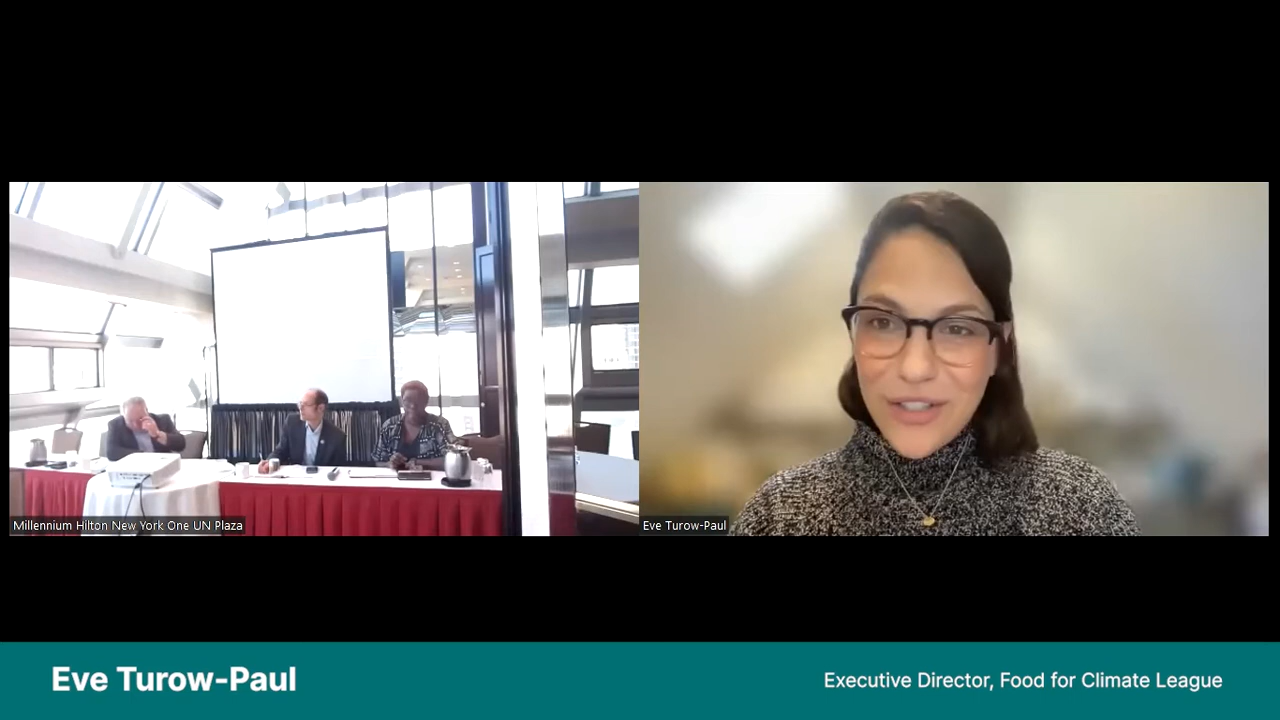 Millennium Hilton New York One UN Plaza
Eve Turow-Paul
Eve Turow-Paul
Executive Director, Food for Climate League